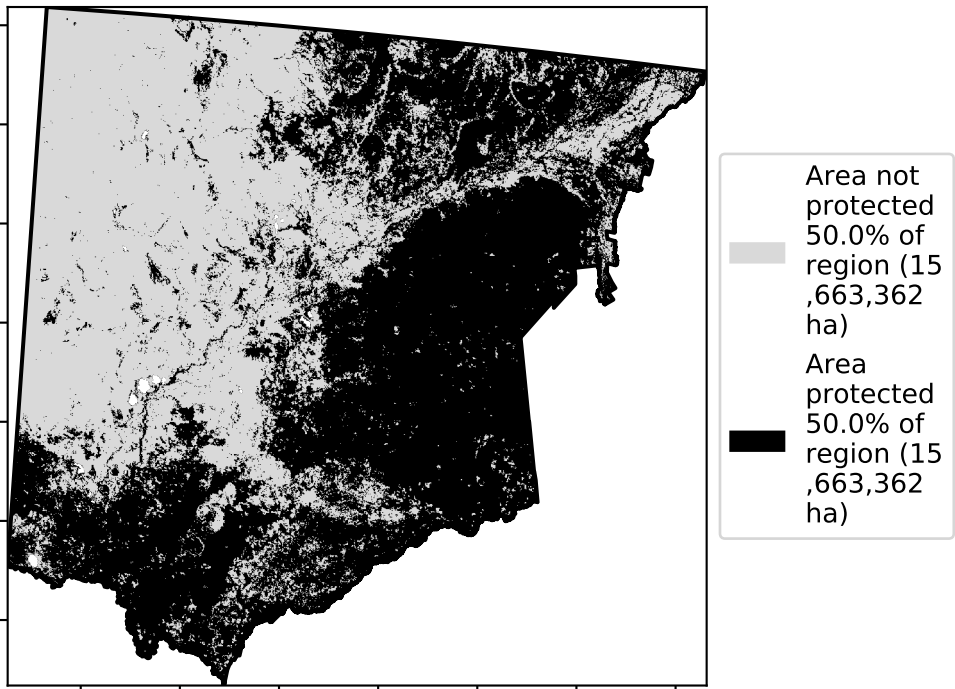 Area not
protected
50.0% of
region (15
,663,362
ha)
Area
protected
50.0% of
region (15
,663,362
ha)